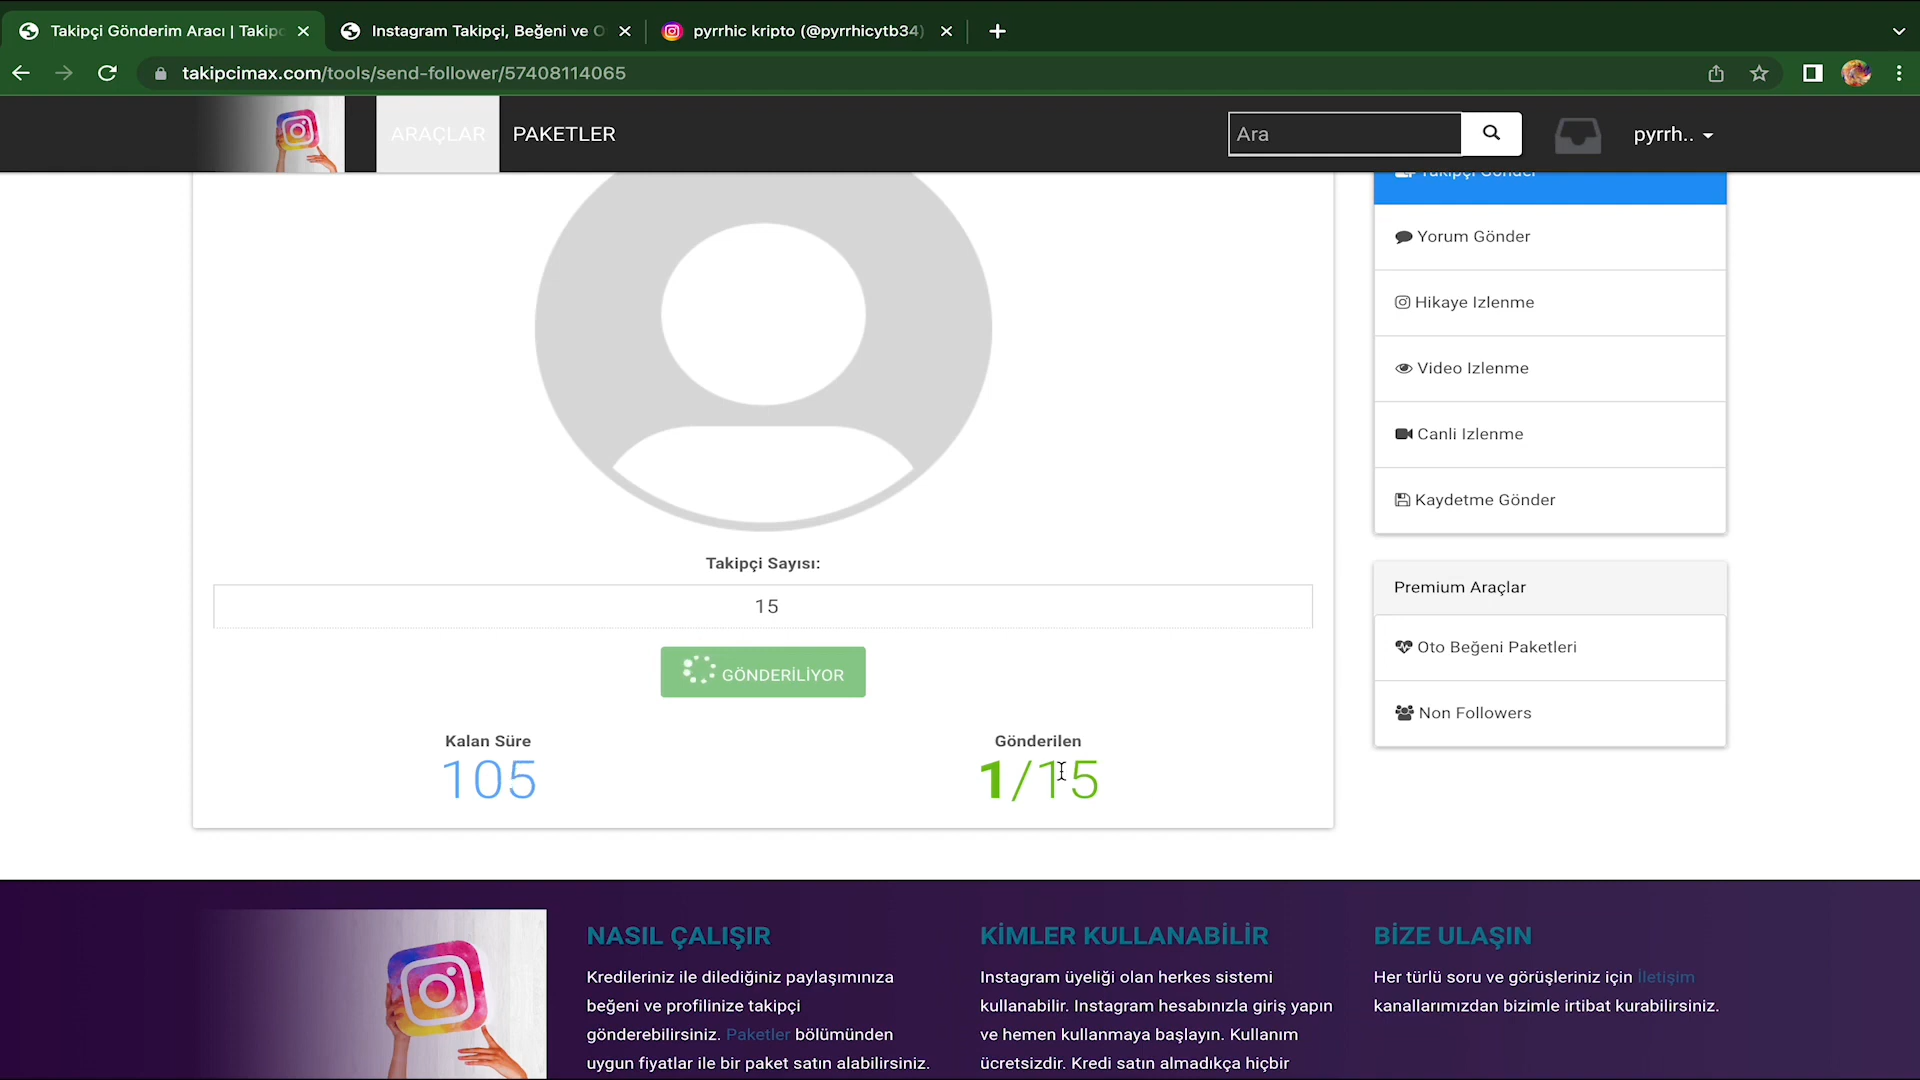 Takipçi Gönderim Aracı | Takipc
Instagram Takipçi, Beğeni ve O
pyrrhic kripto (@pyrrhicytb34)
takipcimax.com/tools/send-follower/57408114065
ARAÇLAR
PAKETLER
Ara
pyrrh..
Takipçi Gönder
Yorum Gönder
Hikaye Izlenme
Video Izlenme
Canli Izlenme
Kaydetme Gönder
Takipçi Sayısı:
15
GÖNDERİLİYOR
Kalan Süre
105
Gönderilen
1/15
Premium Araçlar
Oto Beğeni Paketleri
Non Followers
NASIL ÇALIŞIR
Kredileriniz ile dilediğiniz paylaşımınıza
beğeni ve profilinize takipçi
gönderebilirsiniz. Paketler bölümünden
uygun fiyatlar ile bir paket satın alabilirsiniz.
KİMLER KULLANABİLİR
Instagram üyeliği olan herkes sistemi
kullanabilir. Instagram hesabınızla giriş yapın
ve hemen kullanmaya başlayın. Kullanım
ücretsizdir. Kredi satın almadıkça hiçbir
BİZE ULAŞIN
Her türlü soru ve görüşleriniz için İletişim
kanallarımızdan bizimle irtibat kurabilirsiniz.